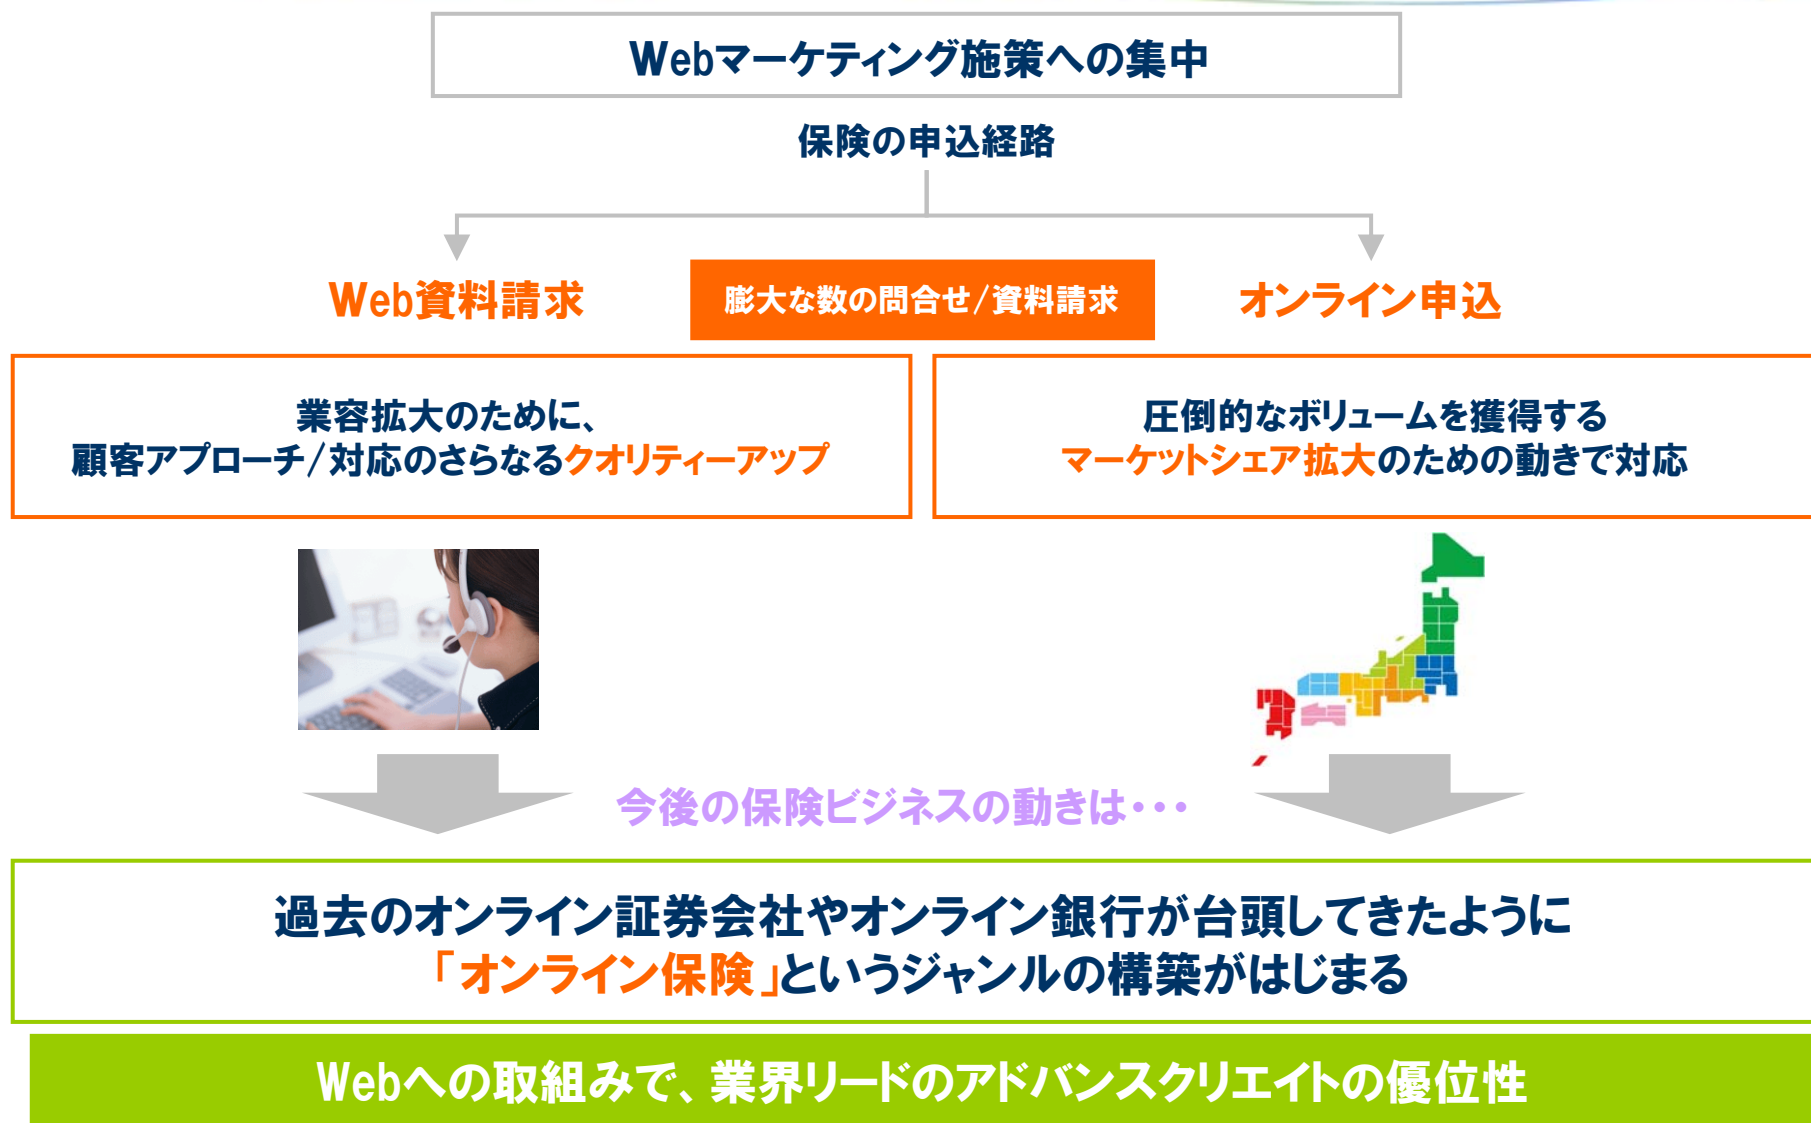 Webマーケティング施策への集中
保険の申込経路
Web資料請求
膨大な数の問合せ/資料請求
オンライン申込
業容拡大のために、
顧客アプローチ/対応のさらなるクオリティーアップ
圧倒的なボリュームを獲得する
マーケットシェア拡大のための動きで対応
今後の保険ビジネスの動きは・・・
過去のオンライン証券会社やオンライン銀行が台頭してきたように
「オンライン保険」というジャンルの構築がはじまる
Webへの取組みで、業界リードのアドバンスクリエイトの優位性